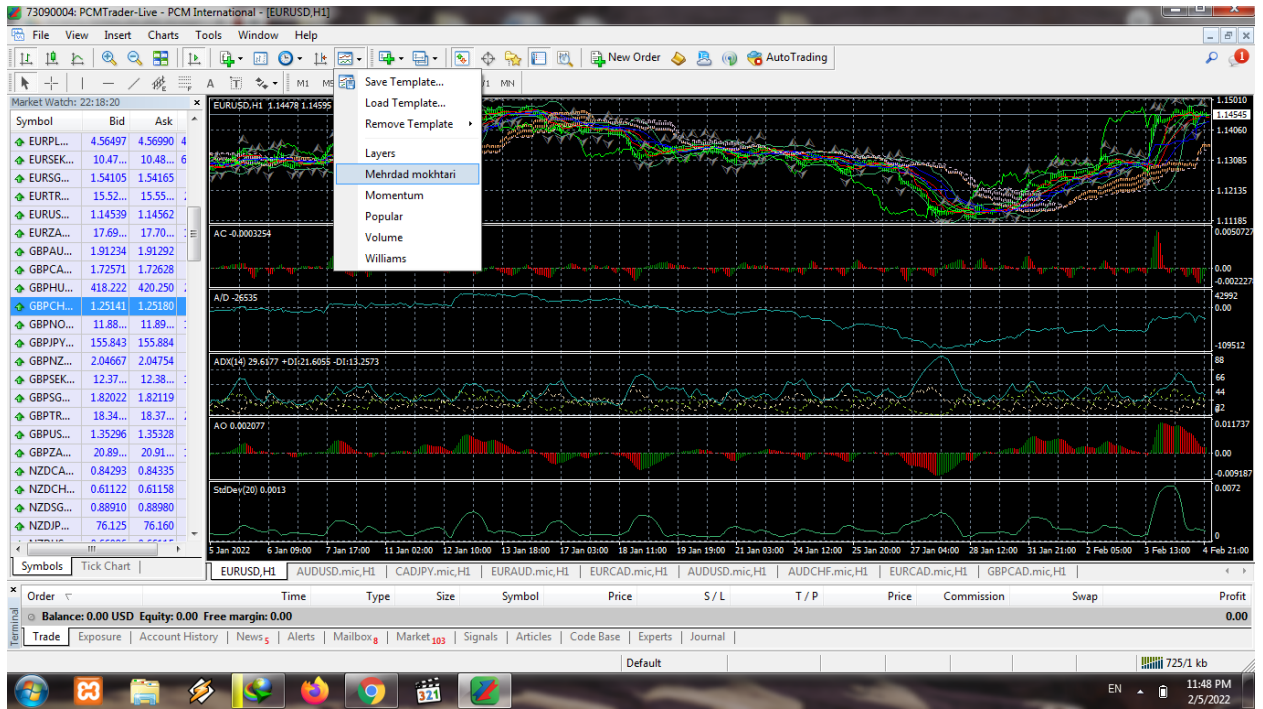 73090004: PCMTrader-Live - PCM International - [EURUSD,H1]
File View Insert Charts Tools Window Help
New Order AutoTrading
A T M1 MN
Save Template...
Load Template...
Remove Template
Layers
Mehrdad mokhtari
Momentum
Popular
Volume
Williams
Market Watch: 22:18:20
Symbol Bid Ask
EURPL... 4.56497 4.56990 4
EURSEK... 10.47... 10.48... 6
EURSG... 1.54105 1.54165
EURTR... 15.52... 15.55...
EURUS... 1.14539 1.14562
EURZA... 17.69... 17.70...
GBPAU... 1.91234 1.91292
GBPCA... 1.72571 1.72628
GBPHU... 418.222 420.250
GBPCH... 1.25141 1.25180
GBPNO... 11.88... 11.89...
GBPJPY... 155.843 155.884
GBPNZ... 2.04667 2.04754
GBPSEK... 12.37... 12.38...
GBPSG... 1.82022 1.82119
GBPTR... 18.34... 18.37...
GBPUS... 1.35296 1.35328
GBPZA... 20.89... 20.91...
NZDCA... 0.84293 0.84335
NZDCH... 0.61122 0.61158
NZDSG... 0.88910 0.88980
NZDJP... 76.125 76.160
Symbols Tick Chart
EURUSD,H1 1.14478 1.14595
1.15010
1.14545
1.14060
1.13085
1.12135
1.11185
AC -0.0003254
0.0050727
0.00
-0.002227
A/D -26535
42992
0.00
-109512
ADX(14) 29.6177 +DI:21.6055 -DI:13.2573
88
66
44
AO 0.002077
0.011737
0.00
-0.009187
StdDev(20) 0.0013
0.0072
0
5 Jan 2022 6 Jan 09:00 7 Jan 17:00 11 Jan 02:00 12 Jan 10:00 13 Jan 18:00 17 Jan 03:00 18 Jan 11:00 19 Jan 19:00 21 Jan 03:00 24 Jan 12:00 25 Jan 20:00 27 Jan 04:00 28 Jan 12:00 31 Jan 21:00 2 Feb 05:00 3 Feb 13:00 4 Feb 21:00
EURUSD,H1 AUDUSD.mic,H1 CADJPY.mic,H1 EURAUD.mic,H1 EURCAD.mic,H1 AUDUSD.mic,H1 AUDCHF.mic,H1 EURCAD.mic,H1 GBPCAD.mic,H1
Order Time Type Size Symbol Price S / L T / P Price Commission Swap Profit
Balance: 0.00 USD Equity: 0.00 Free margin: 0.00 0.00
Terminal
Trade Exposure Account History News 5 Alerts Mailbox 8 Market 103 Signals Articles Code Base Experts Journal
Default 725/1 kb
321
EN 11:48 PM
2/5/2022